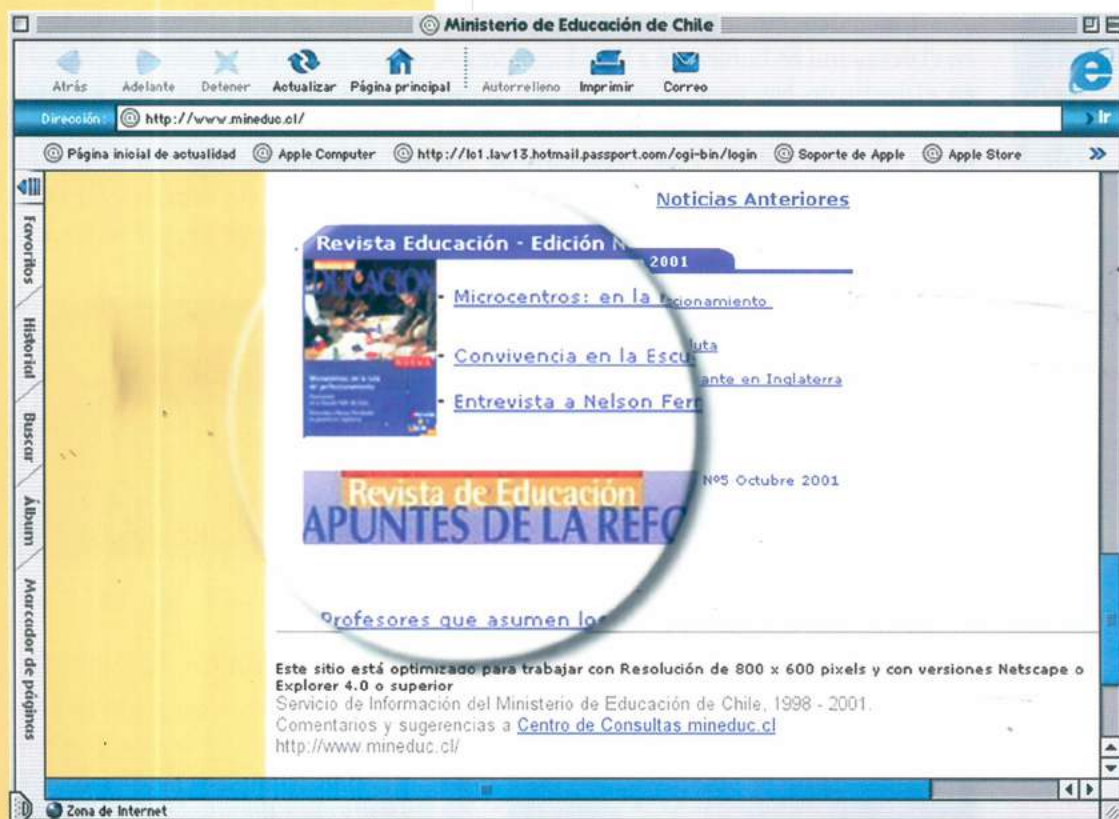 Ministerio de Educación de Chile
Atrás Adelante Detener Actualizar Página principal Autorrelleno Imprimir Correo
Dirección: http://www.mineduc.cl/ Ir
Página inicial de actualidad Apple Computer http://lc1.law13.hotmail.passport.com/cgi-bin/login Soporte de Apple Apple Store
Favoritos
Historial
Buscar
Álbum
Marcador de páginas
Noticias Anteriores
Revista Educación - Edición N
2001
EDUCACION
NUEVA
- Microcentros: en la cionamiento
luta
- Convivencia en la Escu
ante en Inglaterra
- Entrevista a Nelson Fer
Nº5 Octubre 2001
Revista de Educación
APUNTES DE LA REFO
Profesores que asumen los
Este sitio está optimizado para trabajar con Resolución de 800 x 600 pixels y con versiones Netscape o
Explorer 4.0 o superior
Servicio de Información del Ministerio de Educación de Chile, 1998 - 2001.
Comentarios y sugerencias a Centro de Consultas mineduc.cl
http://www.mineduc.cl/
Zona de Internet